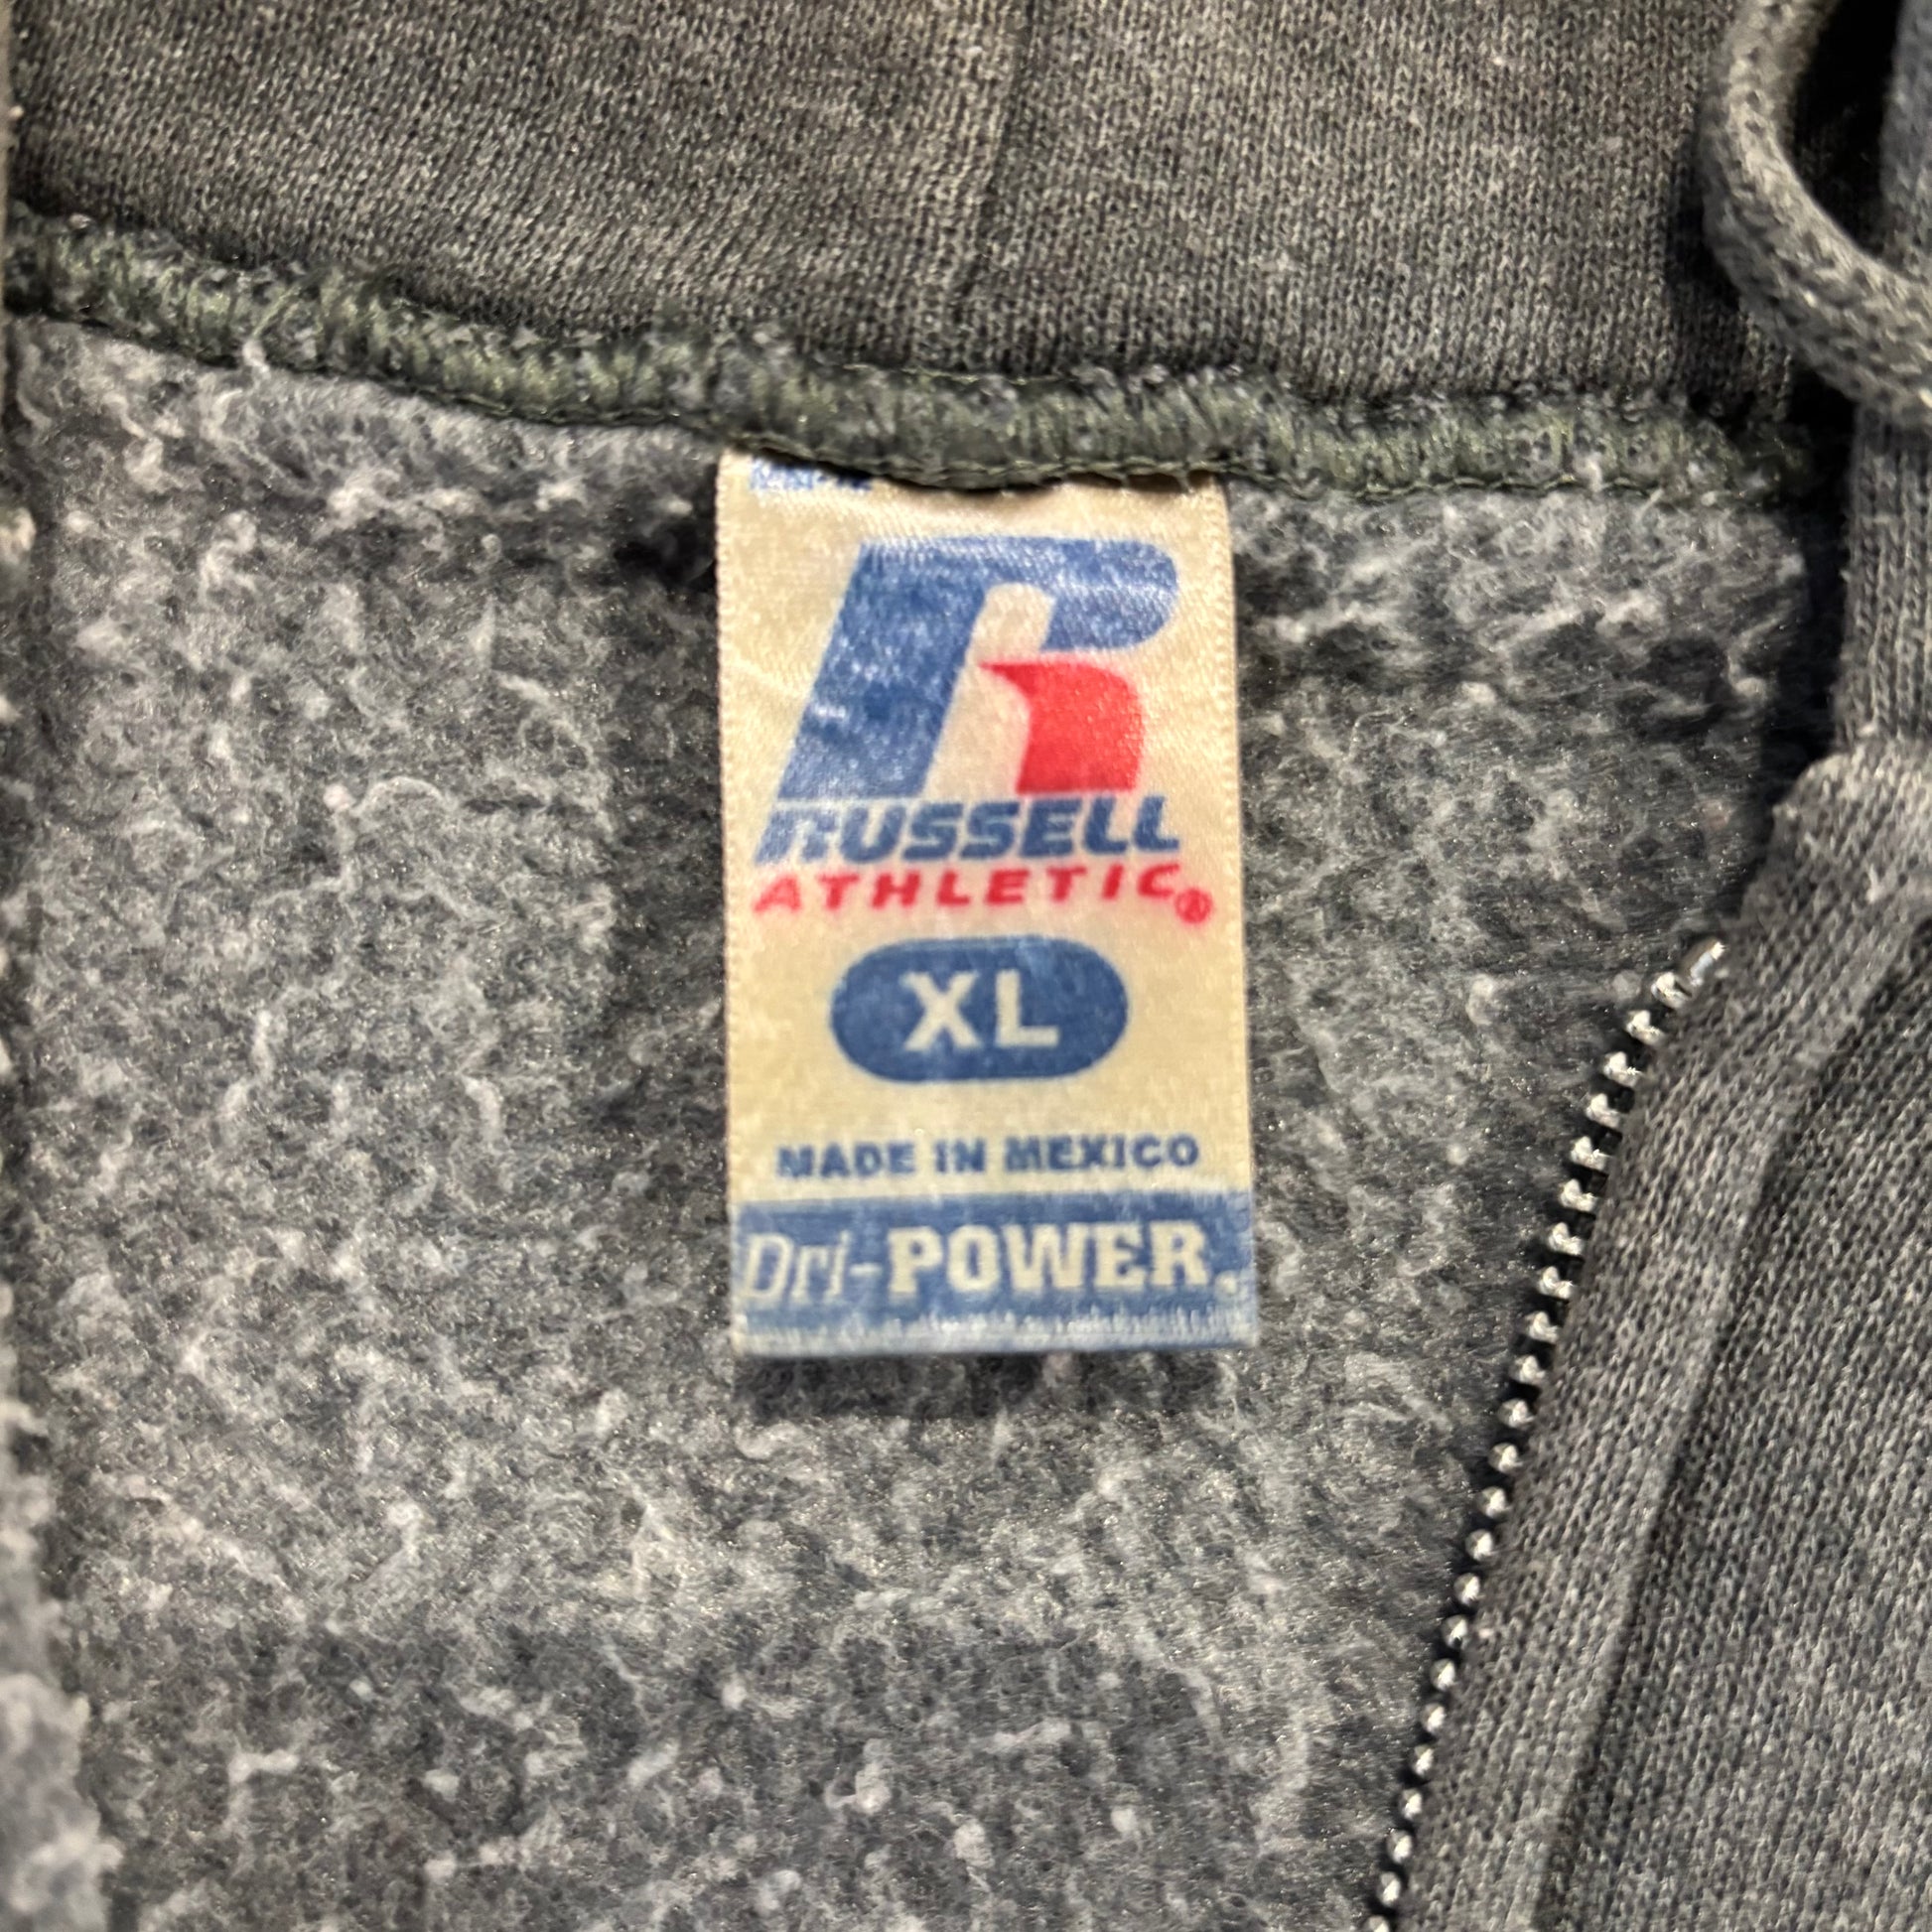 RUSSELL
ATHLETIC®
XL
MADE IN MEXICO
Dri-POWER.